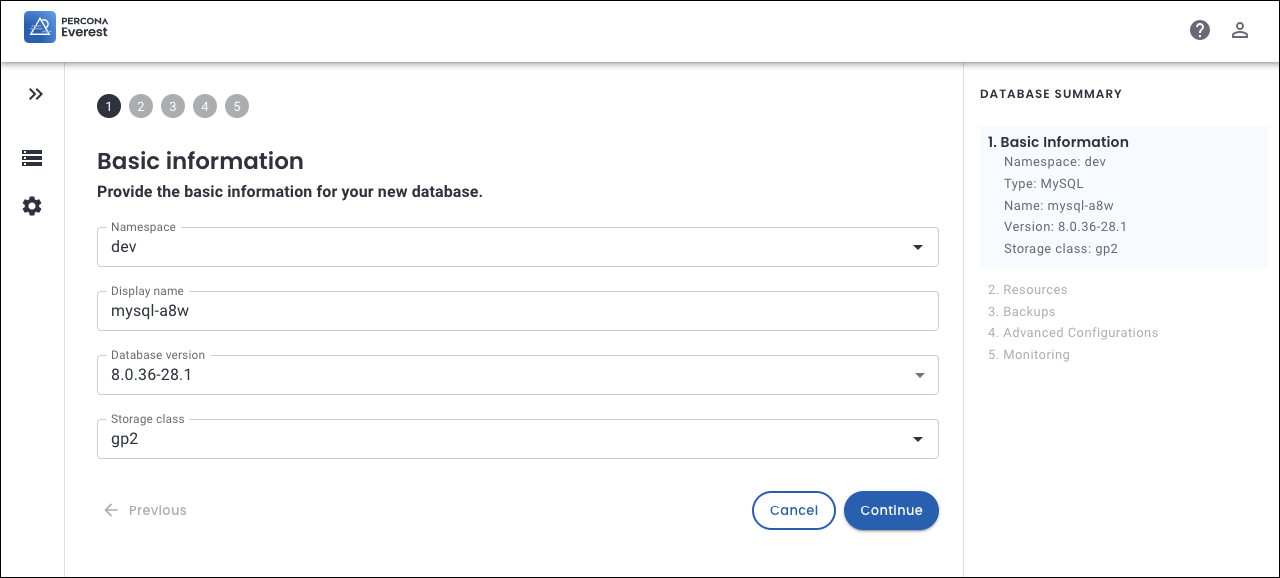 PERCONA
Everest
1 2 3 4 5
Basic information
Provide the basic information for your new database.
Namespace
dev
Display name
mysql-a8w
Database version
8.0.36-28.1
Storage class
gp2
Previous
Cancel
Continue
DATABASE SUMMARY
1. Basic Information
Namespace: dev
Type: MySQL
Name: mysql-a8w
Version: 8.0.36-28.1
Storage class: gp2
2. Resources
3. Backups
4. Advanced Configurations
5. Monitoring